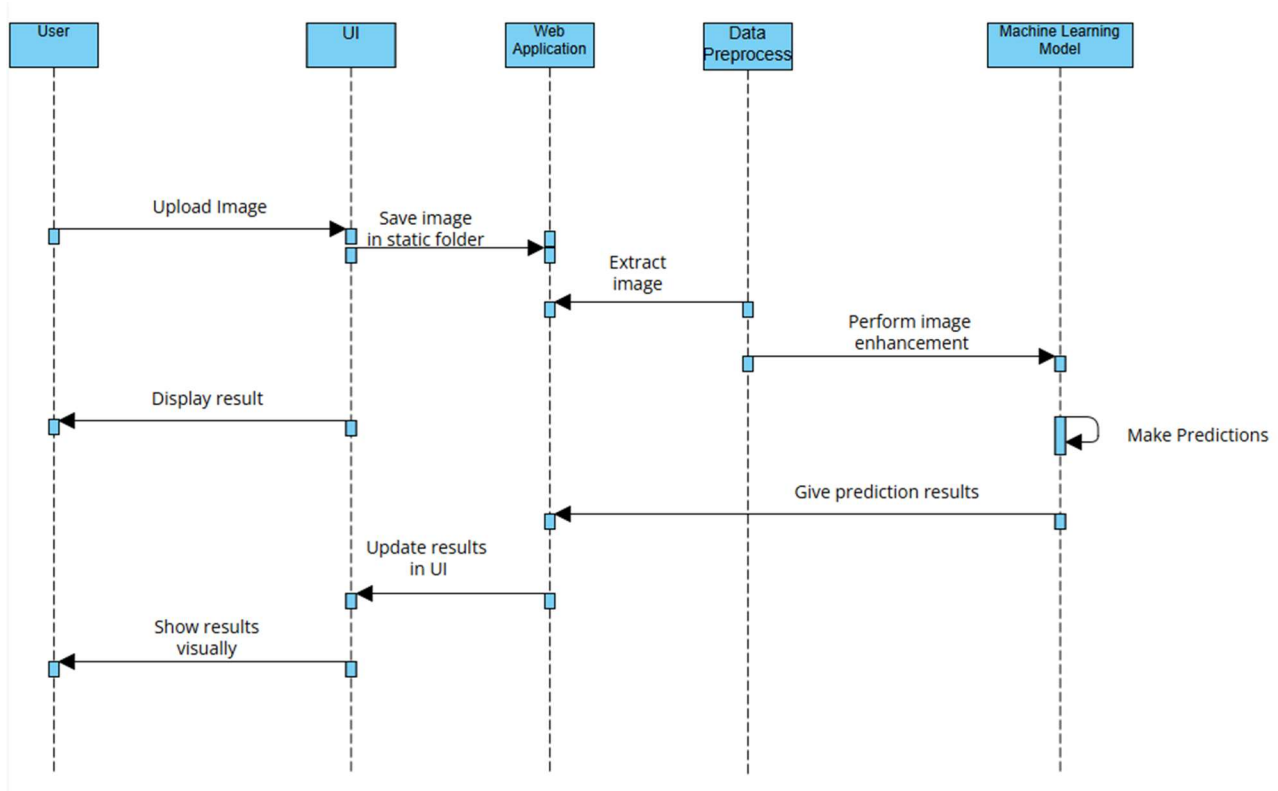 User
UI
Web
Application
Data
Preprocess
Machine Learning
Model
Upload Image
Save image
in static folder
Extract
image
Perform image
enhancement
Display result
Make Predictions
Give prediction results
Update results
in UI
Show results
visually